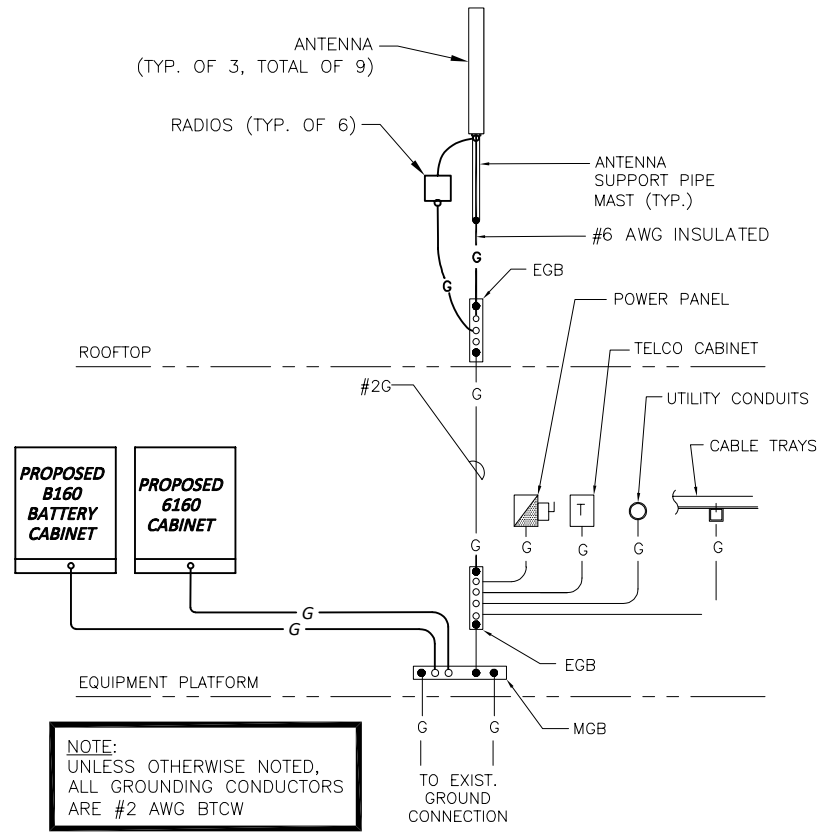 ANTENNA
(TYP. OF 3, TOTAL OF 9)
RADIOS (TYP. OF 6)
ANTENNA
SUPPORT PIPE
MAST (TYP.)
#6 AWG INSULATED
G
G
EGB
POWER PANEL
ROOFTOP
TELCO CABINET
#2G
G
UTILITY CONDUITS
CABLE TRAYS
PROPOSED
B160
BATTERY
CABINET
PROPOSED
6160
CABINET
T
G
G
G
G
G
G
G
EGB
EQUIPMENT PLATFORM
MGB
G
G
NOTE:
UNLESS OTHERWISE NOTED,
ALL GROUNDING CONDUCTORS
ARE #2 AWG BTCW
TO EXIST.
GROUND
CONNECTION